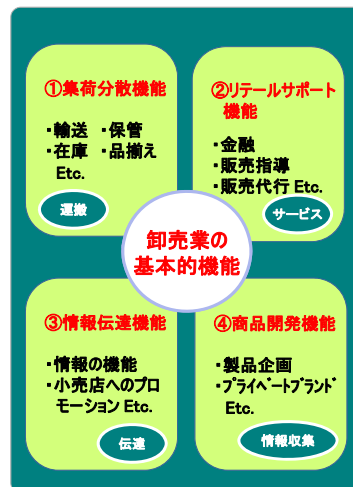 ①集荷分散機能
・輸送 ・保管
・在庫 ・品揃え
Etc.
運搬
②リテールサポート
機能
・金融
・販売指導
・販売代行 Etc.
サービス
卸売業の
基本的機能
③情報伝達機能
・情報の機能
・小売店へのプロ
モーション Etc.
伝達
④商品開発機能
・製品企画
・プライベートブランド
Etc.
情報収集